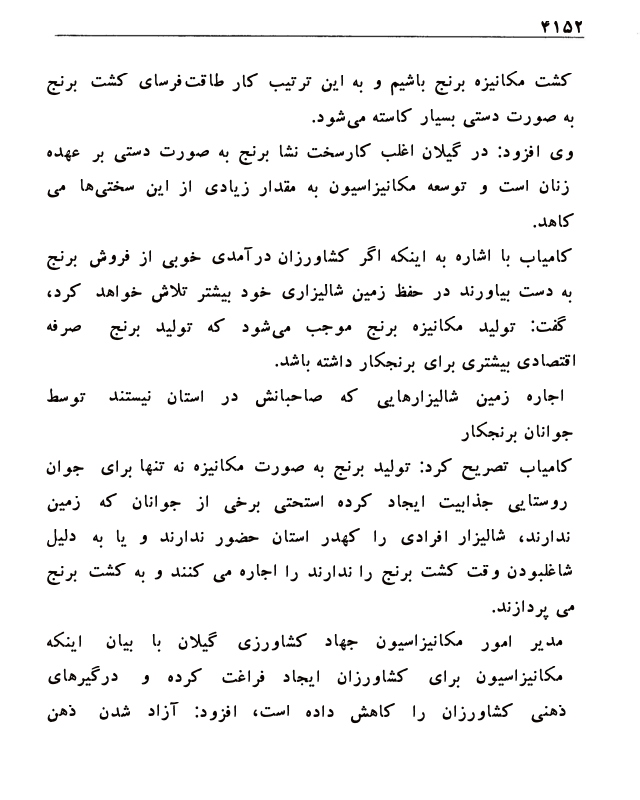 ۴۱۵۲
کشت مکانیزه برنج باشیم و به این ترتیب کار طاقت‌فرسای کشت برنج
به صورت دستی بسیار کاسته می‌شود.
وی افزود: در گیلان اغلب کارسخت نشا برنج به صورت دستی بر عهده
زنان است و توسعه مکانیزاسیون به مقدار زیادی از این سختی‌ها می
کاهد.
کامیاب با اشاره به اینکه اگر کشاورزان درآمدی خوبی از فروش برنج
به دست بیاورند در حفظ زمین شالیزاری خود بیشتر تلاش خواهد کرد،
گفت: تولید مکانیزه برنج موجب می‌شود که تولید برنج صرفه
اقتصادی بیشتری برای برنجکار داشته باشد.
اجاره زمین شالیزارهایی که صاحبانش در استان نیستند توسط
جوانان برنجکار
کامیاب تصریح کرد: تولید برنج به صورت مکانیزه نه تنها برای جوان
روستایی جذابیت ایجاد کرده استحتی برخی از جوانان که زمین
ندارند، شالیزار افرادی را کهدر استان حضور ندارند و یا به دلیل
شاغلبودن وقت کشت برنج را ندارند را اجاره می کنند و به کشت برنج
می پردازند.
مدیر امور مکانیزاسیون جهاد کشاورزی گیلان با بیان اینکه
مکانیزاسیون برای کشاورزان ایجاد فراغت کرده و درگیرهای
ذهنی کشاورزان را کاهش داده است، افزود: آزاد شدن ذهن